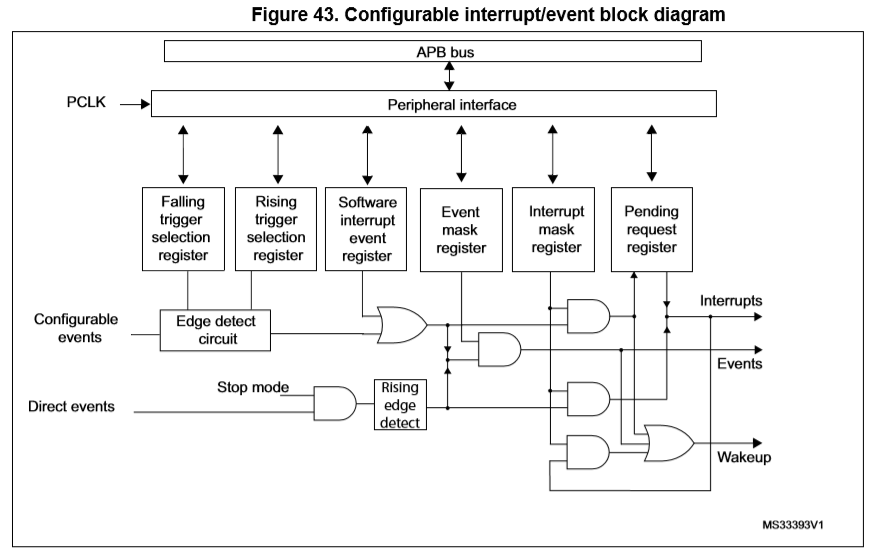 Figure 43. Configurable interrupt/event block diagram
APB bus
PCLK
Peripheral interface
Falling
trigger
selection
register
Rising
trigger
selection
register
Software
interrupt
event
register
Event
mask
register
Interrupt
mask
register
Pending
request
register
Configurable
events
Edge detect
circuit
Interrupts
Events
Stop mode
Direct events
Rising
edge
detect
Wakeup
MS33393V1